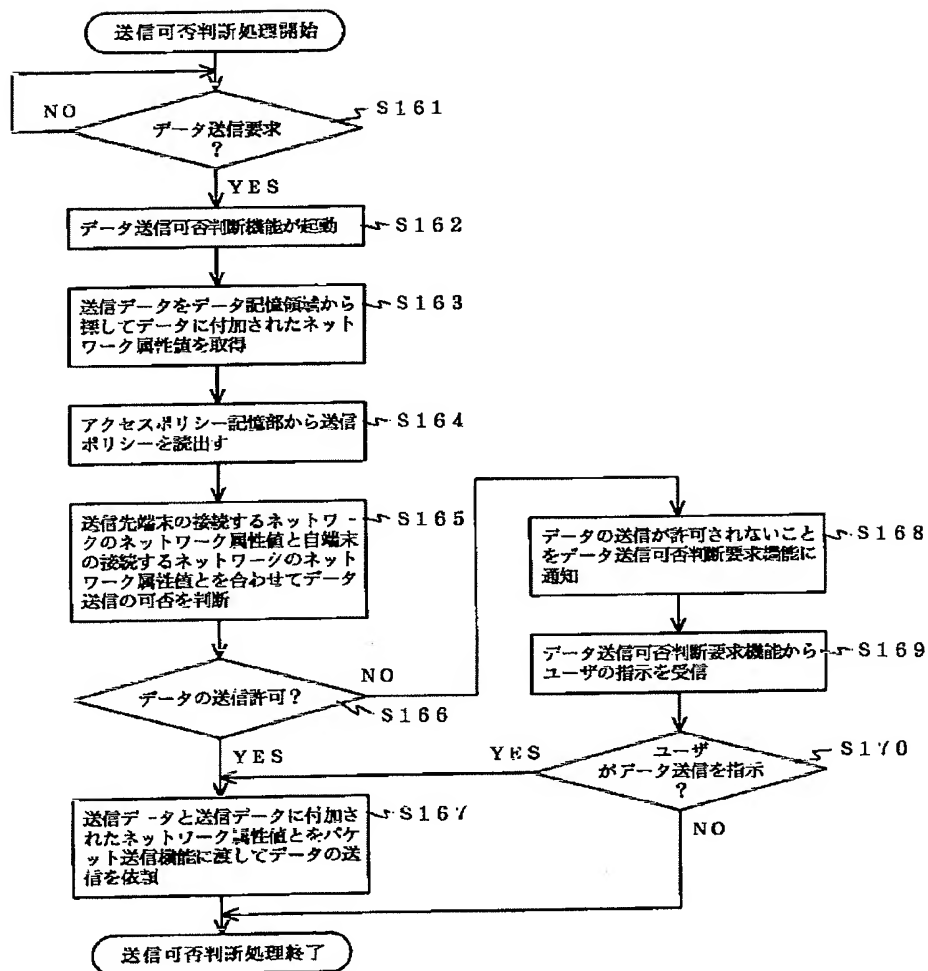 送信可否判断処理開始
NO
S161
データ送信要求
?
YES
データ送信可否判断機能が起動
S162
送信データをデータ記憶領域から
探してデータに付加されたネット
ワーク属性値を取得
S163
アクセスポリシー記憶部から送信
ポリシーを読出す
S164
送信先端末の接続するネットワー
クのネットワーク属性値と自端末
の接続するネットワークのネット
ワーク属性値とを合わせてデータ
送信の可否を判断
S165
データの送信許可?
NO
S166
YES
データの送信が許可されないこと
をデータ送信可否判断要求機能に
通知
S168
データ送信可否判断要求機能から
ユーザの指示を受信
S169
ユーザ
がデータ送信を指示
?
S170
YES
NO
送信データと送信データに付加さ
れたネットワーク属性値とをパケ
ット送信機能に渡してデータの送
信を依頼
S167
送信可否判断処理終了